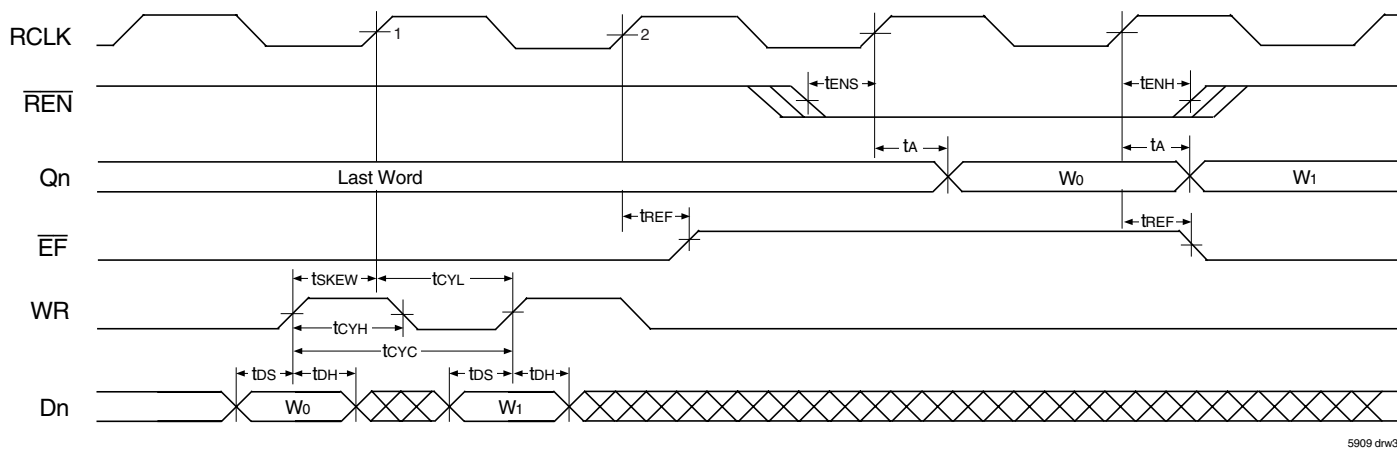 RCLK 1 2
REN tENS tENH
tA tA
Qn Last Word W0 W1
tREF tREF
EF
tSKEW tCYL
WR
tCYH
tCYC
tDS tDH tDS tDH
Dn W0 W1
5909 drw3